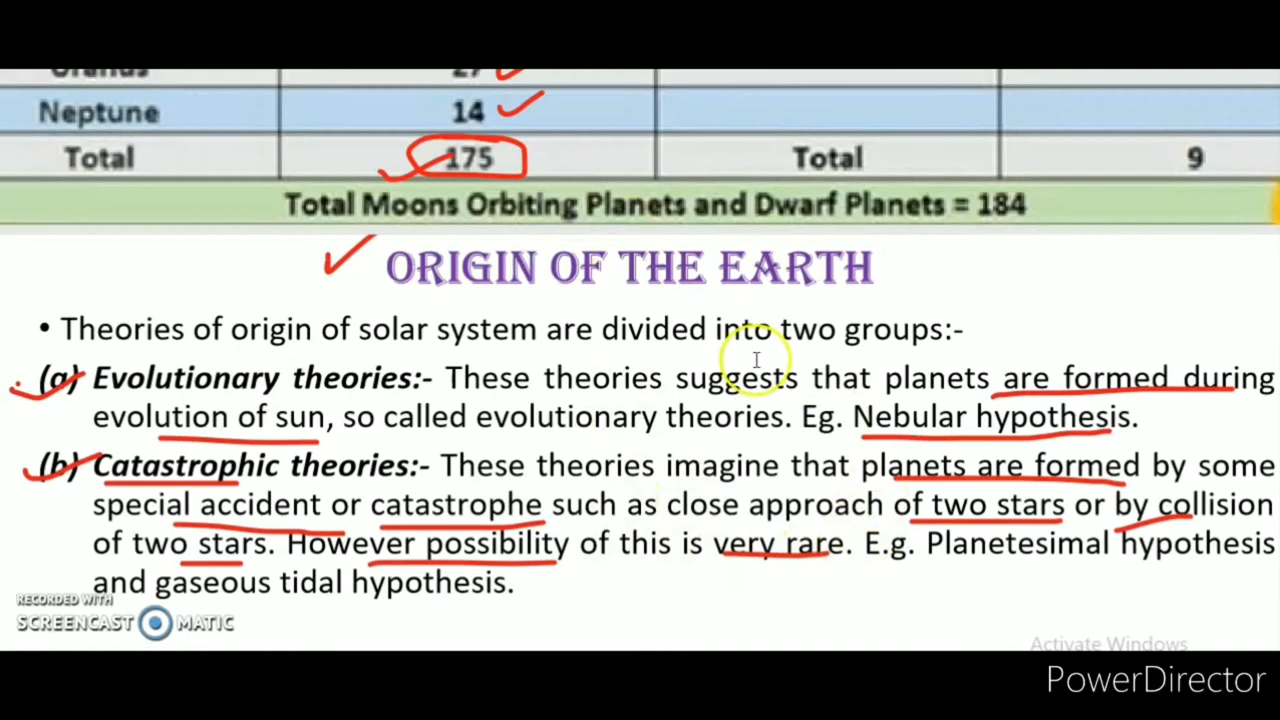 Uranus 27
Neptune 14
Total 175 Total 9
Total Moons Orbiting Planets and Dwarf Planets = 184
ORIGIN OF THE EARTH
• Theories of origin of solar system are divided into two groups:-
(a) Evolutionary theories:- These theories suggests that planets are formed during
evolution of sun, so called evolutionary theories. Eg. Nebular hypothesis.
(b) Catastrophic theories:- These theories imagine that planets are formed by some
special accident or catastrophe such as close approach of two stars or by collision
of two stars. However possibility of this is very rare. E.g. Planetesimal hypothesis
and gaseous tidal hypothesis.
RECORDED WITH
SCREENCAST MATIC
Activate Windows
PowerDirector